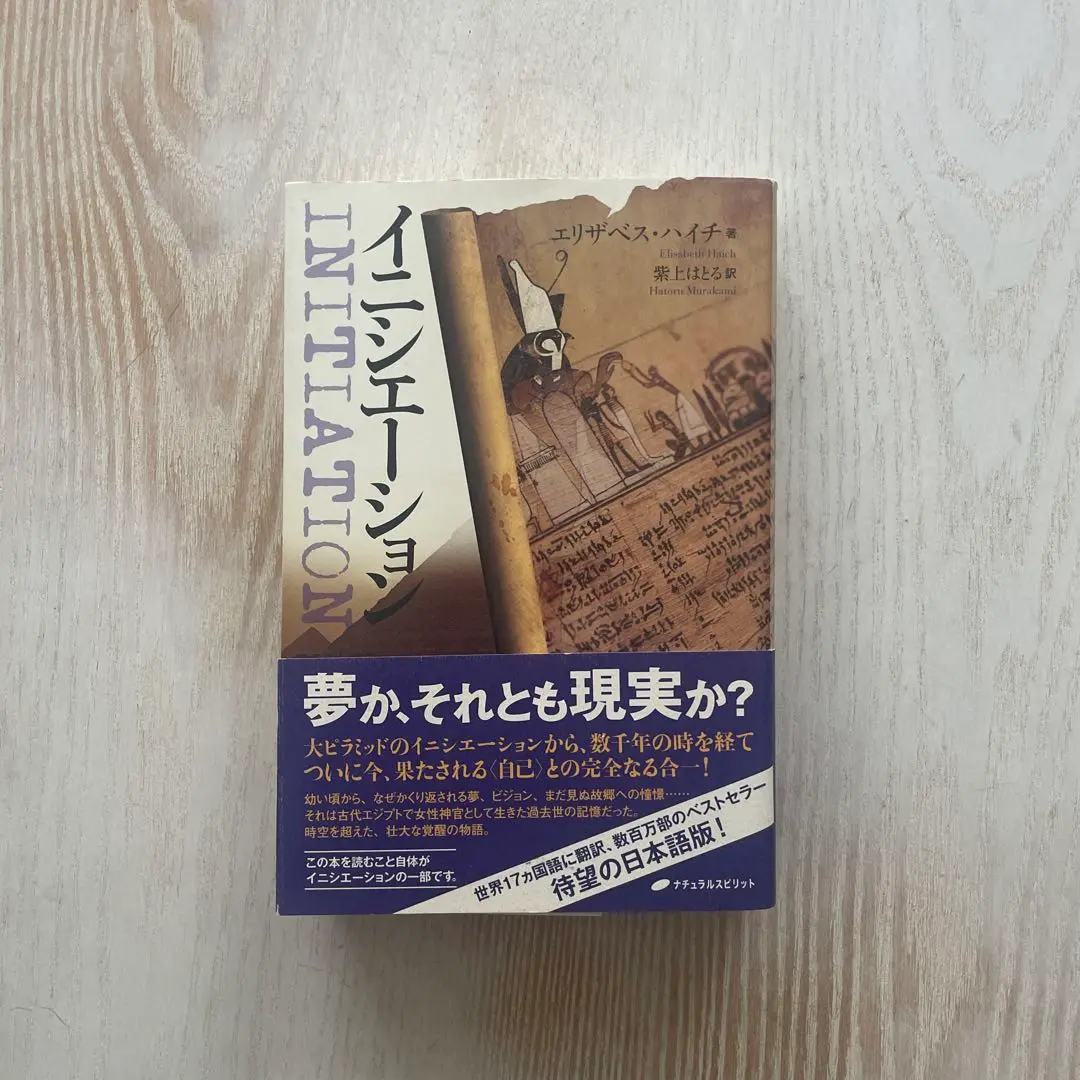 イニシエーション
INITIATION
エリザベス・ハイチ 著
Elisabeth Haich
紫上はとる 訳
Hatoru Murakami
夢か、それとも現実か?
大ピラミッドのイニシエーションから、数千年の時を経て
ついに今、果たされる〈自己〉との完全なる合一!
幼い頃から、なぜかくり返される夢、ビジョン、まだ見ぬ故郷への憧憬……
それは古代エジプトで女性神官として生きた過去世の記憶だった。
時空を超えた、壮大な覚醒の物語。
この本を読むこと自体が
イニシエーションの一部です。
世界17ヵ国語に翻訳、数百万部のベストセラー
待望の日本語版!
ナチュラルスピリット